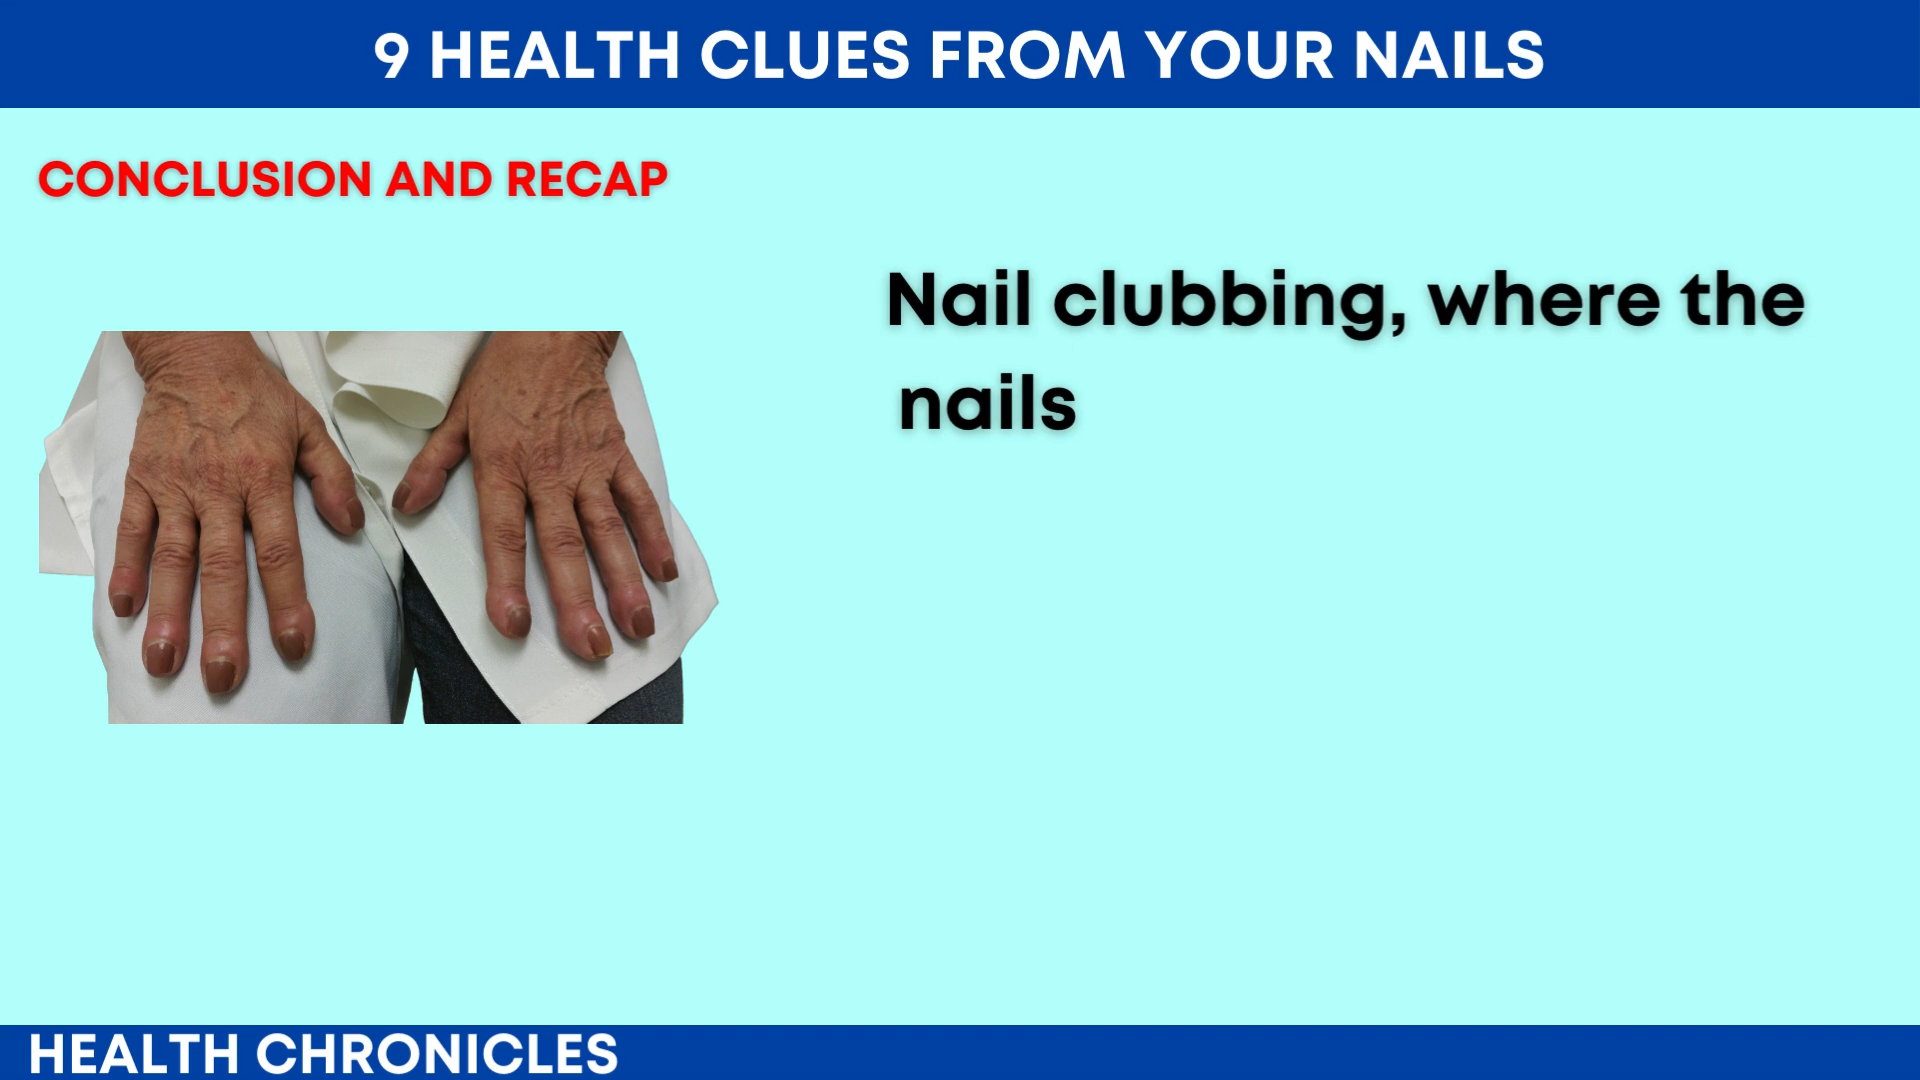 9 HEALTH CLUES FROM YOUR NAILS
CONCLUSION AND RECAP
Nail clubbing, where the
nails
HEALTH CHRONICLES